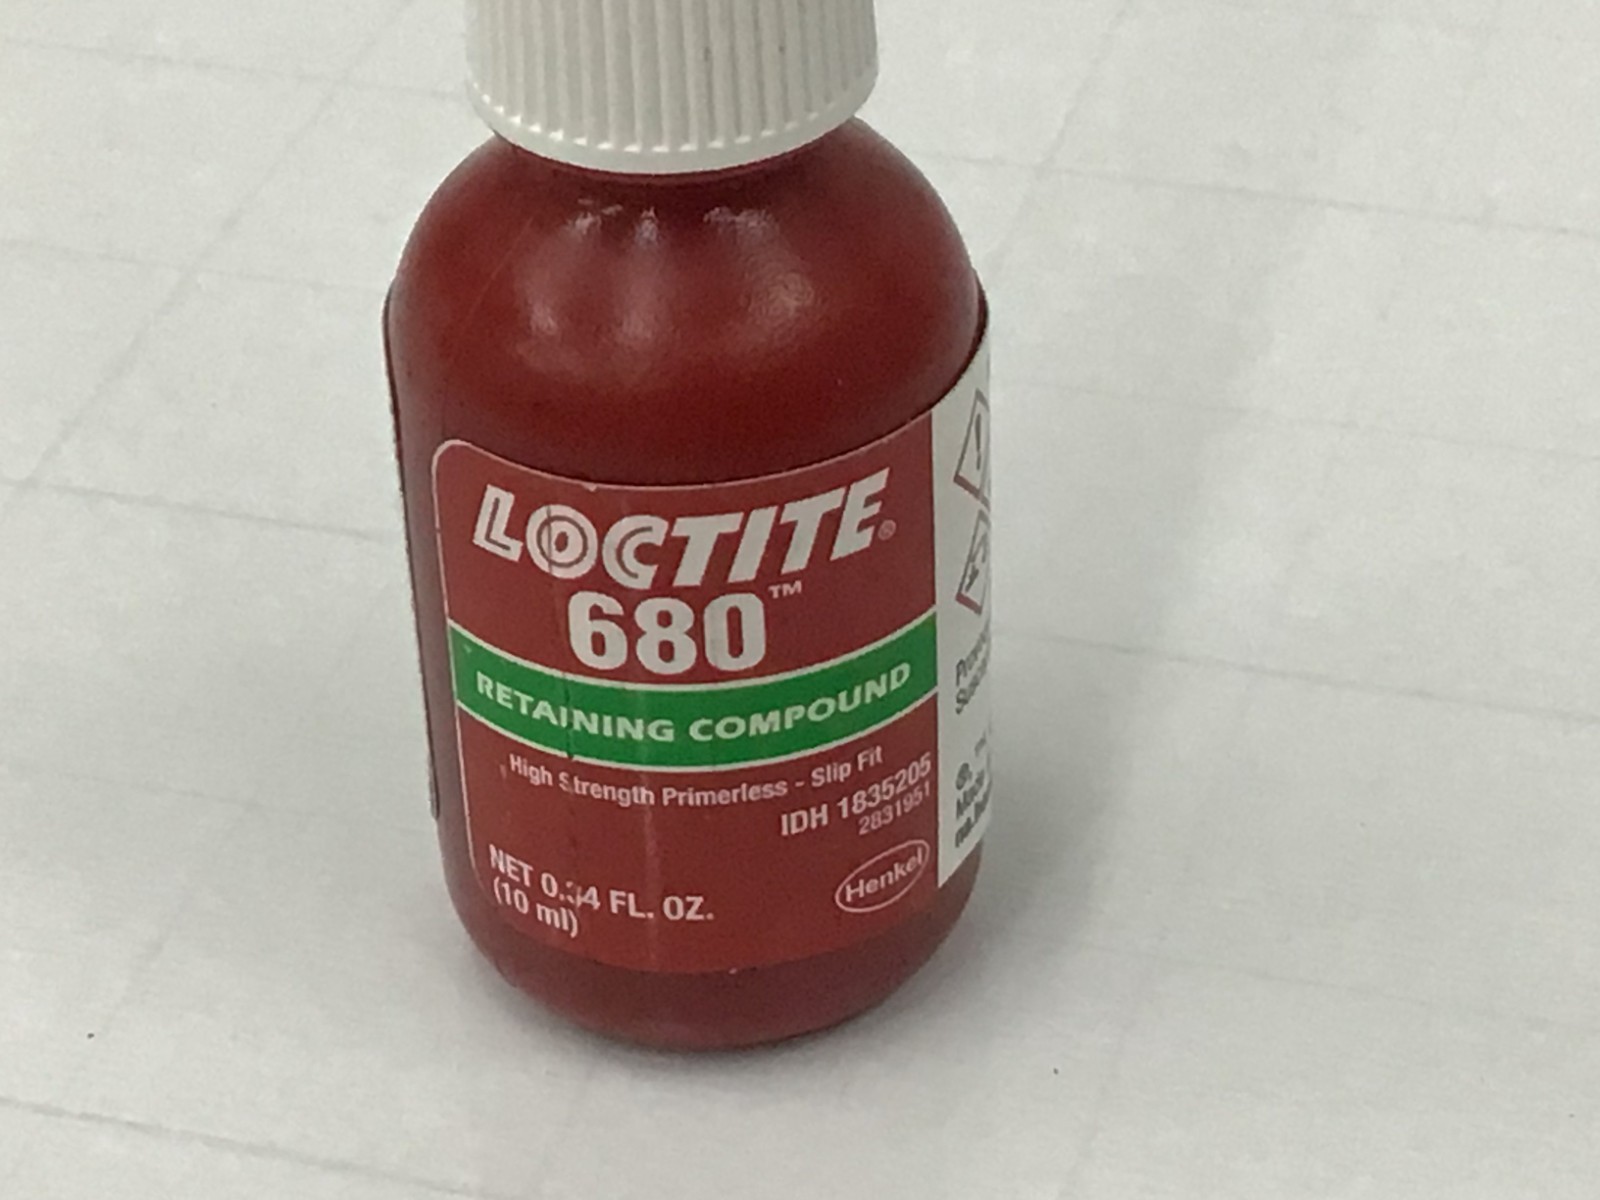 LOCTITE®
680™
RETAINING COMPOUND
High Strength Primerless - Slip Fit
IDH 1835205
2831951
NET 0.34 FL. OZ.
(10 ml)
Henkel